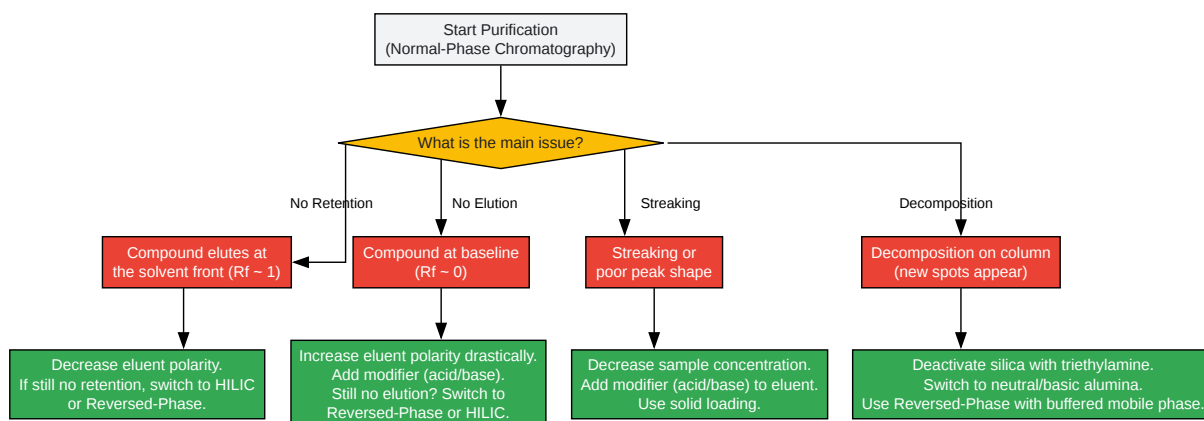 Start Purification
(Normal-Phase Chromatography)
What is the main issue?
No Retention
No Elution
Streaking
Decomposition
Compound elutes at
the solvent front (Rf ~ 1)
Compound at baseline
(Rf ~ 0)
Streaking or
poor peak shape
Decomposition on column
(new spots appear)
Decrease eluent polarity.
If still no retention, switch to HILIC
or Reversed-Phase.
Increase eluent polarity drastically.
Add modifier (acid/base).
Still no elution? Switch to
Reversed-Phase or HILIC.
Decrease sample concentration.
Add modifier (acid/base) to eluent.
Use solid loading.
Deactivate silica with triethylamine.
Switch to neutral/basic alumina.
Use Reversed-Phase with buffered mobile phase.